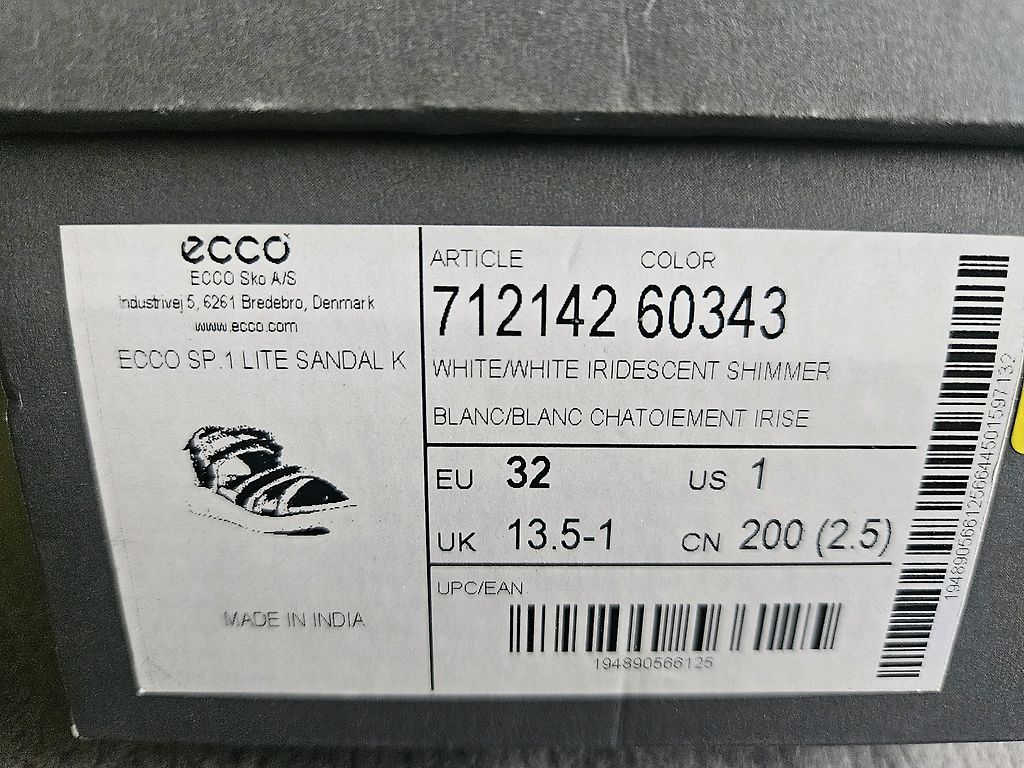 ecco
ECCO Sko A/S
Industrivej 5, 6261 Bredebro, Denmark
www.ecco.com
ECCO SP.1 LITE SANDAL K
MADE IN INDIA
ARTICLE COLOR
712142 60343
WHITE/WHITE IRIDESCENT SHIMMER
BLANC/BLANC CHATOIEMENT IRISE
EU 32 US 1
UK 13.5-1 CN 200 (2.5)
UPC/EAN
194890566125
1948905661256644501597132